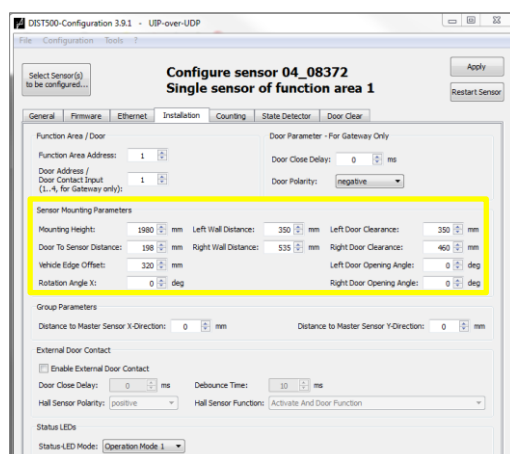 DIST500-Configuration 3.9.1 - UIP-over-UDP
File Configuration Tools ?
Select Sensor(s)
to be configured...
Configure sensor 04_08372
Single sensor of function area 1
Apply
Restart Sensor
General Firmware Ethernet Installation Counting State Detector Door Clear
Function Area / Door
Function Area Address: 1
Door Address /
Door Contact Input
(1..4, for Gateway only): 1
Door Parameter - For Gateway Only
Door Close Delay: 0 ms
Door Polarity: negative
Sensor Mounting Parameters
Mounting Height: 1980 mm Left Wall Distance: 350 mm Left Door Clearance: 350 mm
Door To Sensor Distance: 198 mm Right Wall Distance: 535 mm Right Door Clearance: 460 mm
Vehicle Edge Offset: 320 mm Left Door Opening Angle: 0 deg
Rotation Angle X: 0 deg Right Door Opening Angle: 0 deg
Group Parameters
Distance to Master Sensor X-Direction: 0 mm Distance to Master Sensor Y-Direction: 0 mm
External Door Contact
Enable External Door Contact
Door Close Delay: 0 ms Debounce Time: 10 ms
Hall Sensor Polarity: positive Hall Sensor Function: Activate And Door Function
Status LEDs
Status-LED Mode: Operation Mode 1